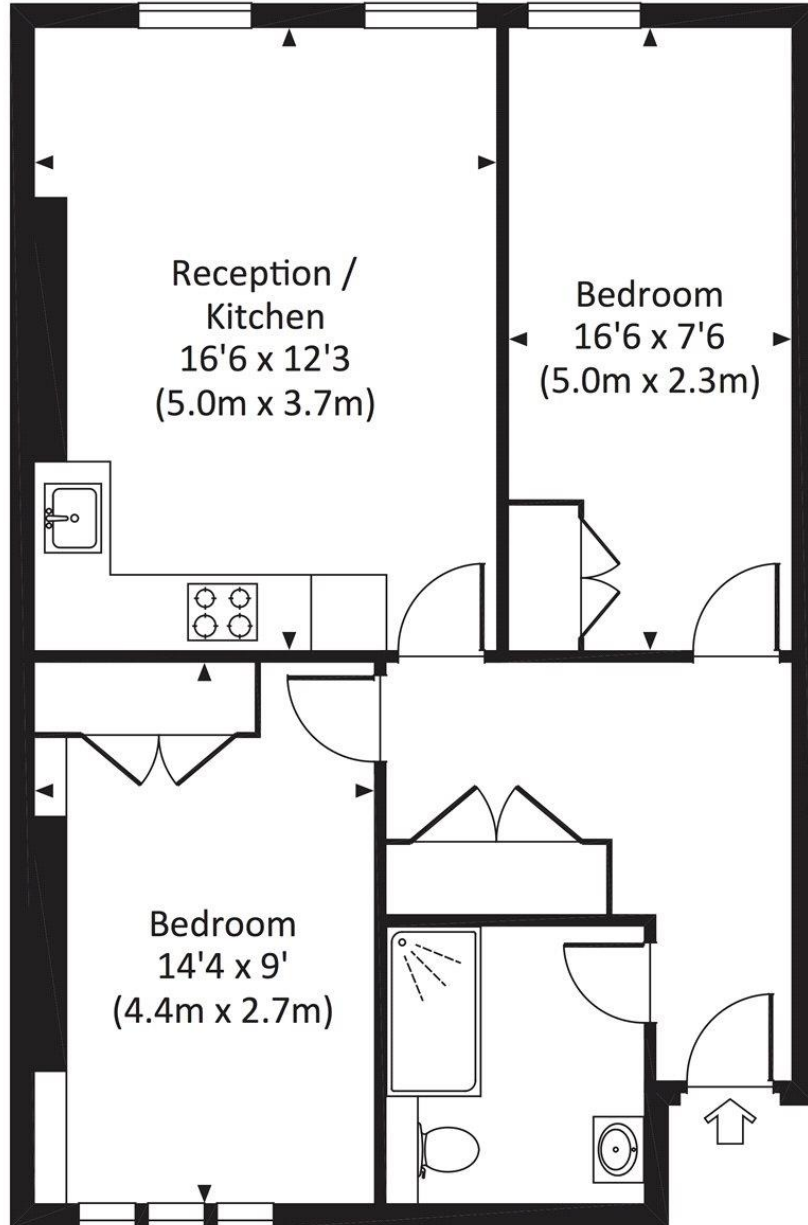 Reception /
Kitchen
16'6 x 12'3
(5.0m x 3.7m)
Bedroom
16'6 x 7'6
(5.0m x 2.3m)
Bedroom
14'4 x 9'
(4.4m x 2.7m)